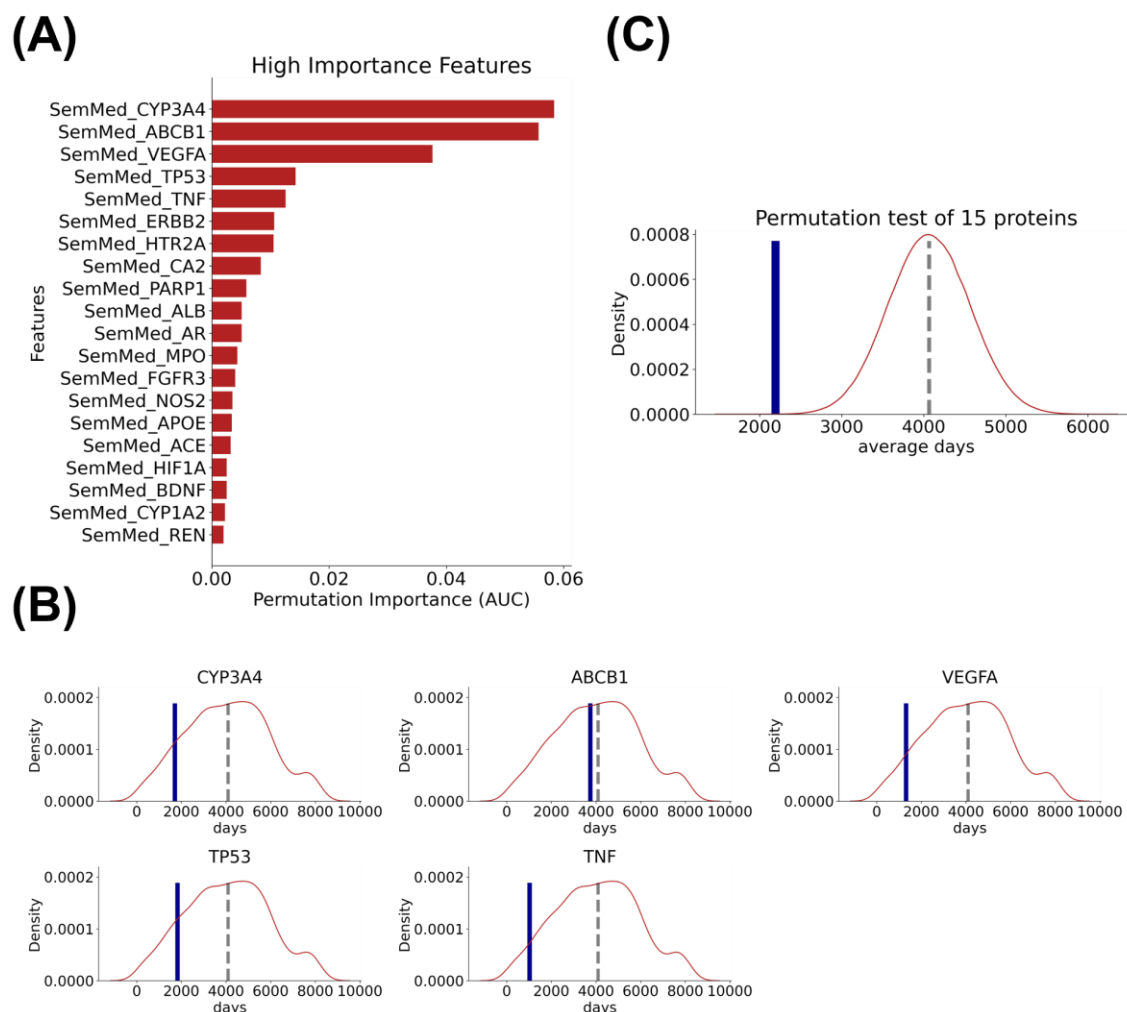 (A)
High Importance Features
SemMed_CYP3A4
SemMed_ABCB1
SemMed_VEGFA
SemMed_TP53
SemMed_TNF
SemMed_ERBB2
SemMed_HTR2A
SemMed_CA2
SemMed_PARP1
SemMed_ALB
SemMed_AR
SemMed_MPO
SemMed_FGFR3
SemMed_NOS2
SemMed_APOE
SemMed_ACE
SemMed_HIF1A
SemMed_BDNF
SemMed_CYP1A2
SemMed_REN
Features
0.00 0.02 0.04 0.06
Permutation Importance (AUC)
(C)
Permutation test of 15 proteins
0.0008
0.0006
0.0004
0.0002
0.0000
Density
2000 3000 4000 5000 6000
average days
(B)
CYP3A4
0.0002
0.0001
0.0000
Density
0 2000 4000 6000 8000 10000
days
ABCB1
0.0002
0.0001
0.0000
Density
0 2000 4000 6000 8000 10000
days
VEGFA
0.0002
0.0001
0.0000
Density
0 2000 4000 6000 8000 10000
days
TP53
0.0002
0.0001
0.0000
Density
0 2000 4000 6000 8000 10000
days
TNF
0.0002
0.0001
0.0000
Density
0 2000 4000 6000 8000 10000
days